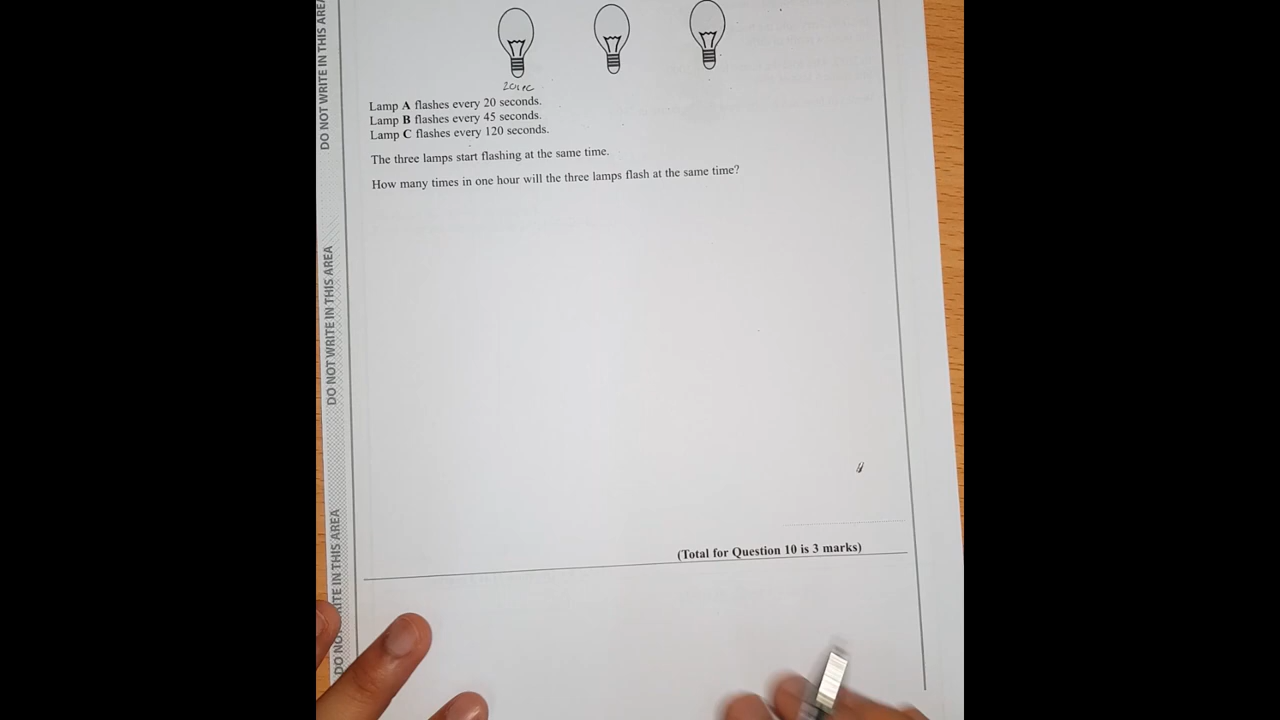 DO NOT WRITE IN THIS AREA
20sec
Lamp A flashes every 20 seconds.
Lamp B flashes every 45 seconds.
Lamp C flashes every 120 seconds.
The three lamps start flashing at the same time.
How many times in one hour will the three lamps flash at the same time?
DO NOT WRITE IN THIS AREA
(Total for Question 10 is 3 marks)
DO NOT WRITE IN THIS AREA